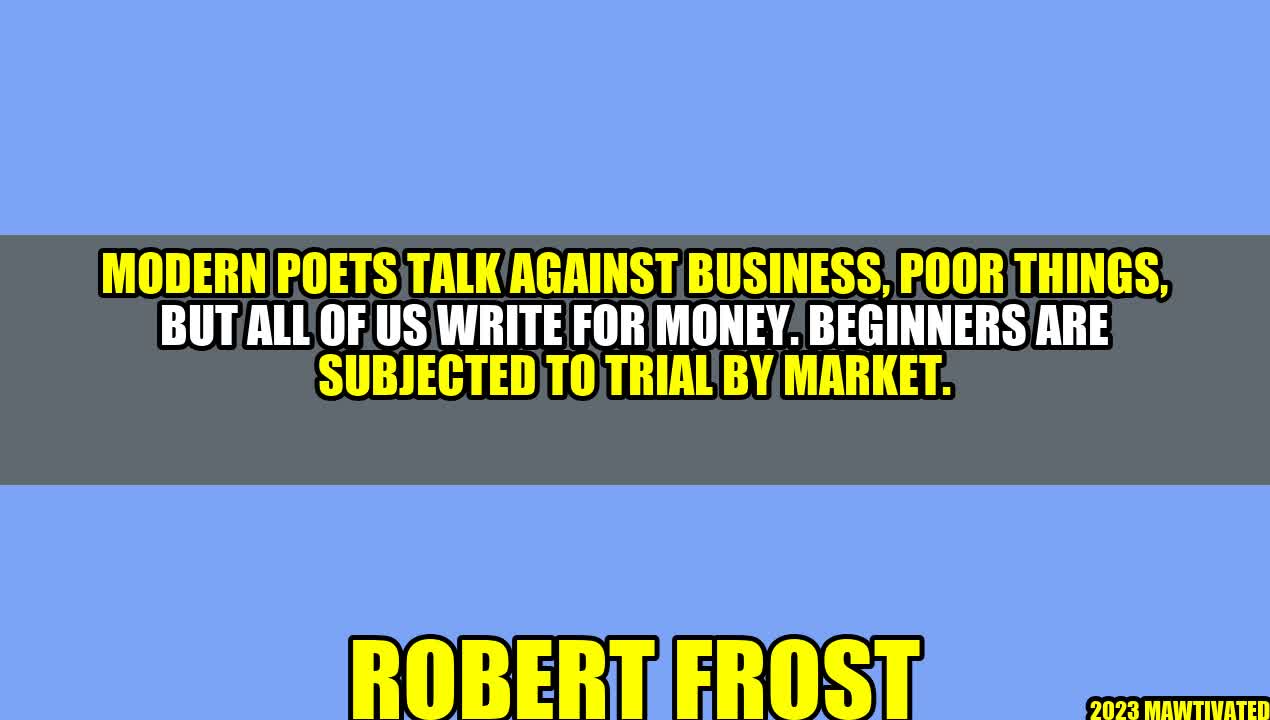 MODERN POETS TALK AGAINST BUSINESS, POOR THINGS,
BUT ALL OF US WRITE FOR MONEY. BEGINNERS ARE
SUBJECTED TO TRIAL BY MARKET.
ROBERT FROST
2023 MAWTIVATED